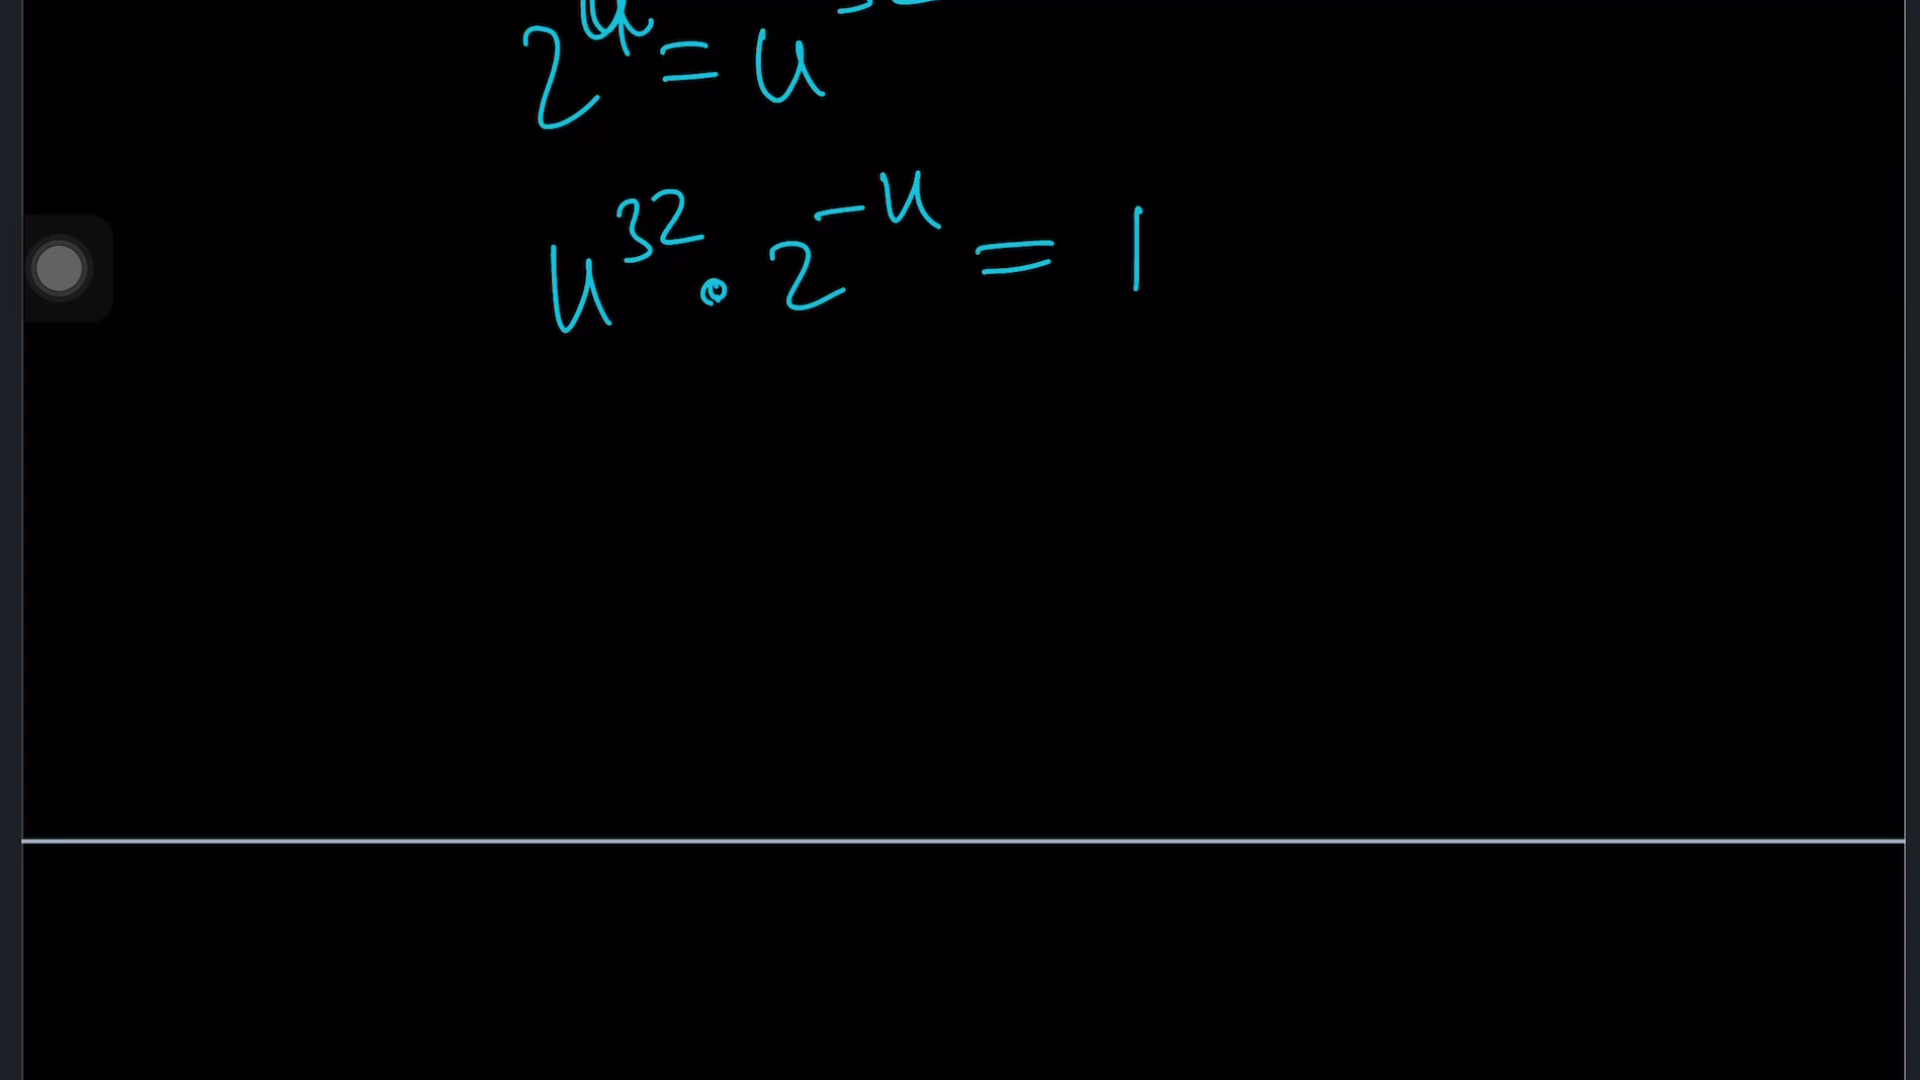 2^u = u
u^32 • 2^-u = 1